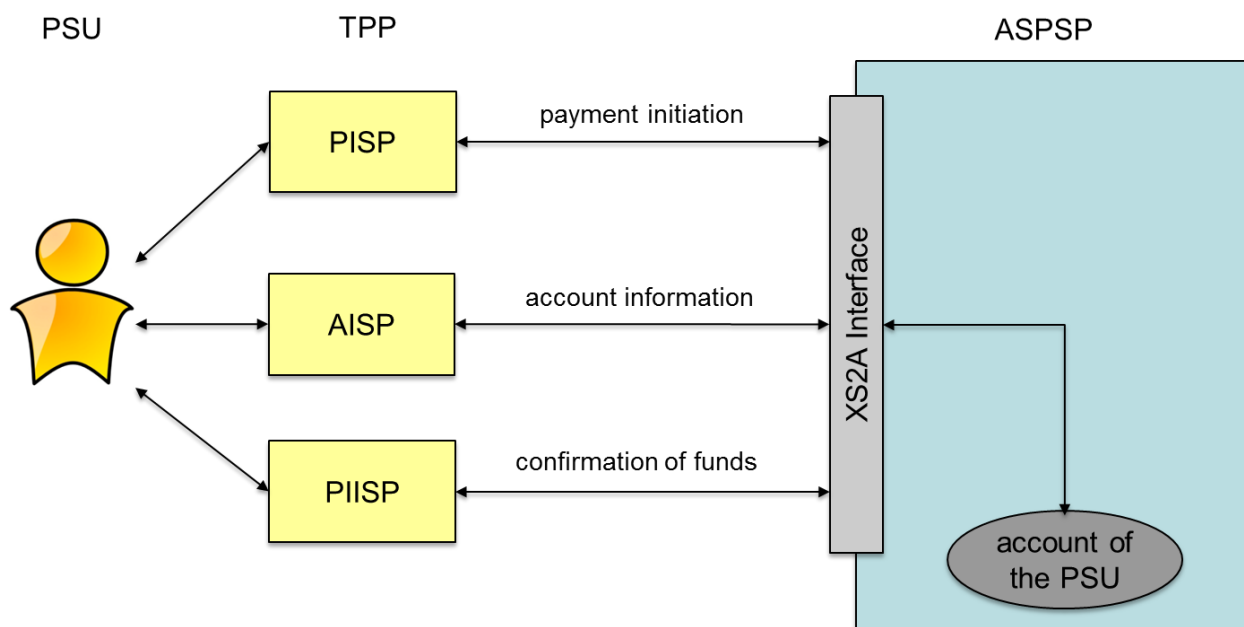 PSU
TPP
ASPSP
PISP
payment initiation
AISP
account information
XS2A Interface
PIISP
confirmation of funds
account of
the PSU